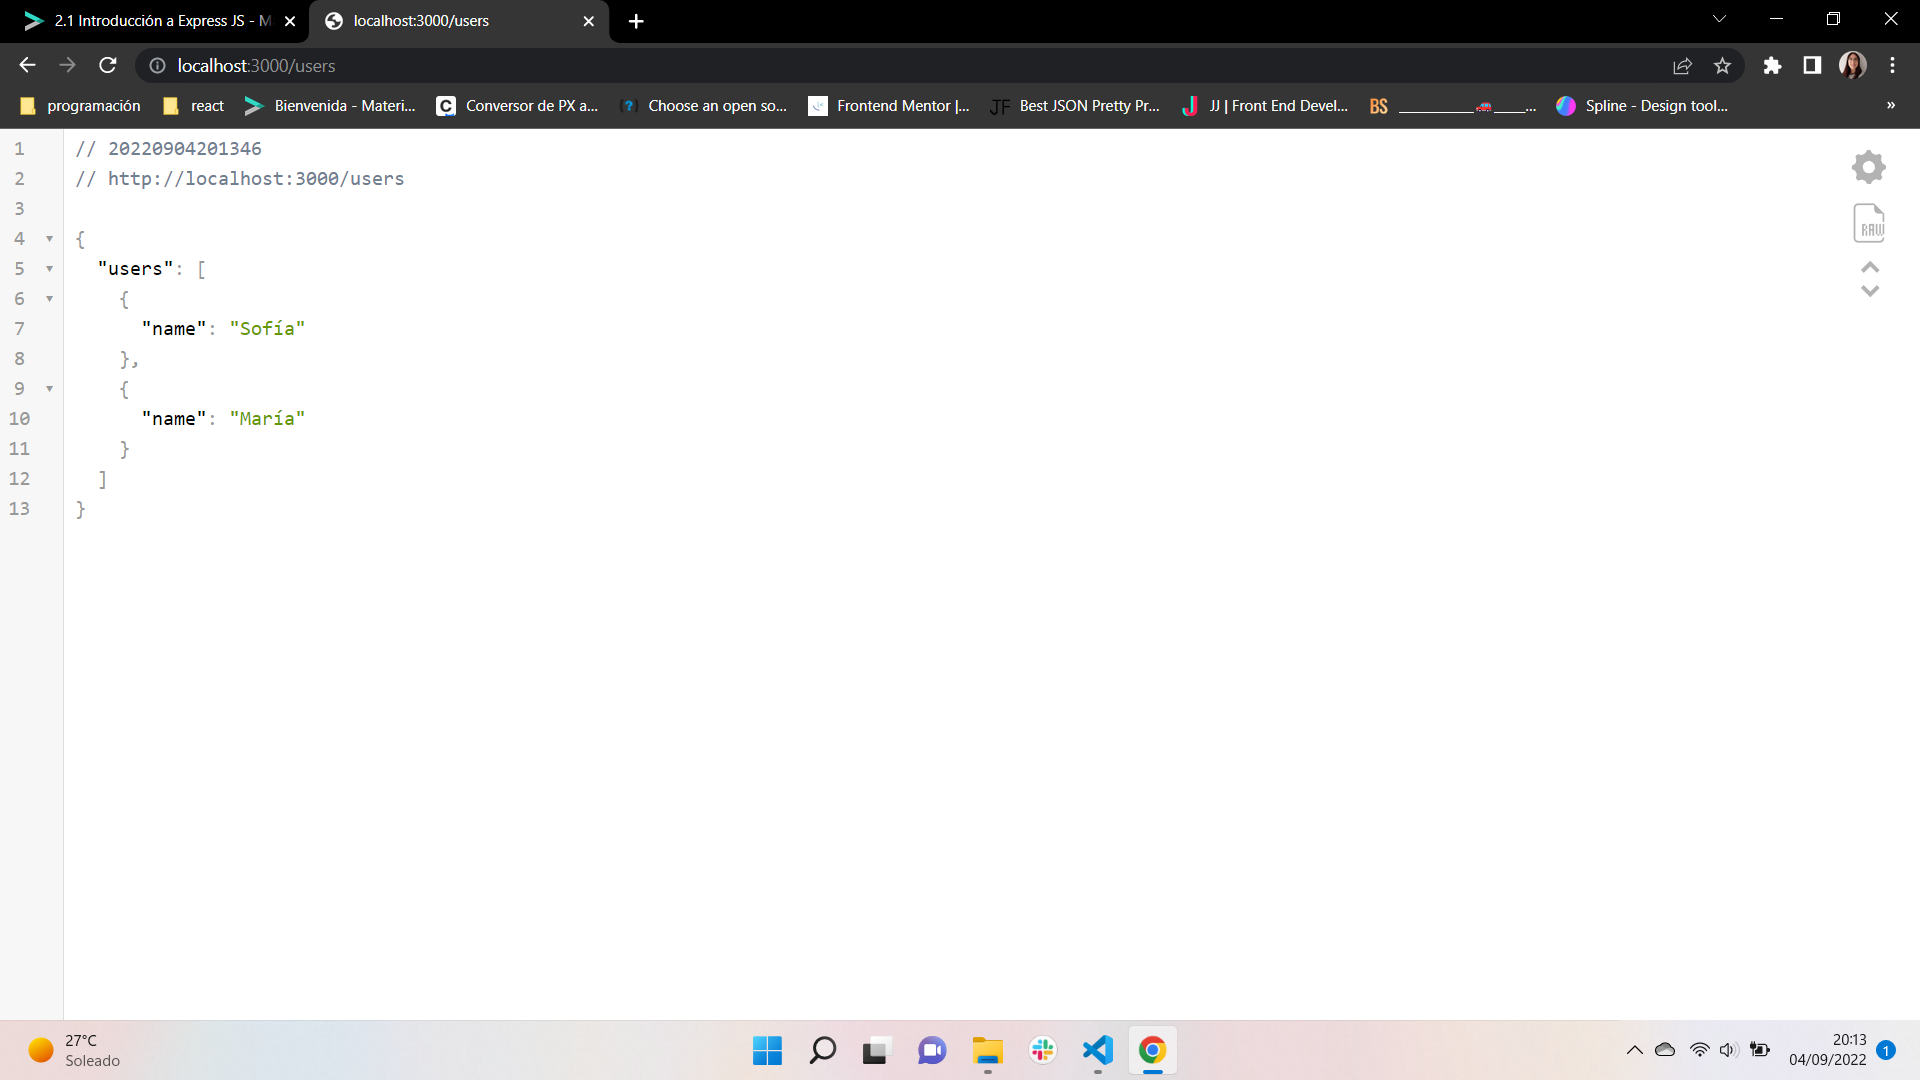 2.1 Introducción a Express JS - M
localhost:3000/users
localhost:3000/users
programación
react
Bienvenida - Materi...
Conversor de PX a...
Choose an open so...
Frontend Mentor |...
JF Best JSON Pretty Pr...
JJ | Front End Devel...
BS ___________🚗_____...
Spline - Design tool...
»
1 // 20220904201346
2 // http://localhost:3000/users
3
4 {
5 "users": [
6 {
7 "name": "Sofía"
8 },
9 {
10 "name": "María"
11 }
12 ]
13 }
RAW
27°C
Soleado
20:13
04/09/2022
1